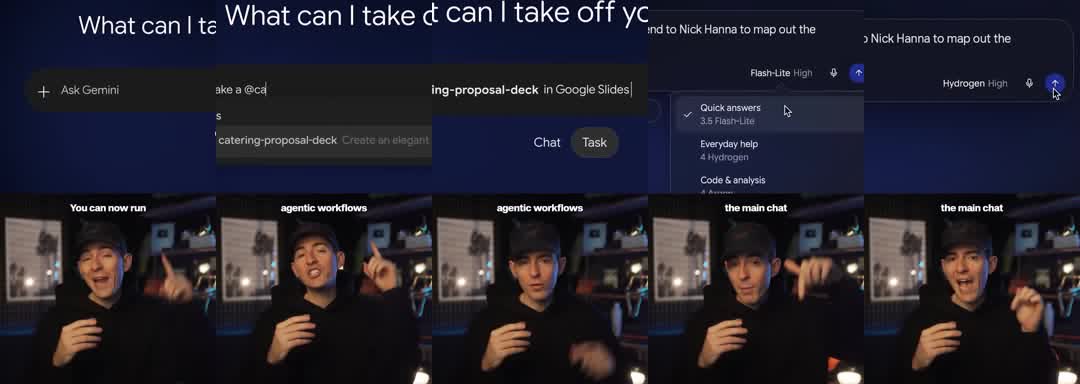 What can I ta
Ask Gemini
You can now run
What can I take
ake a @ca
s
catering-proposal-deck Create an elegant
agentic workflows
t can I take off yo
ing-proposal-deck in Google Slides
Chat Task
agentic workflows
end to Nick Hanna to map out the
Flash-Lite High
Quick answers
3.5 Flash-Lite
Everyday help
4 Hydrogen
Code & analysis
4 Argon
the main chat
o Nick Hanna to map out the
Hydrogen High
the main chat